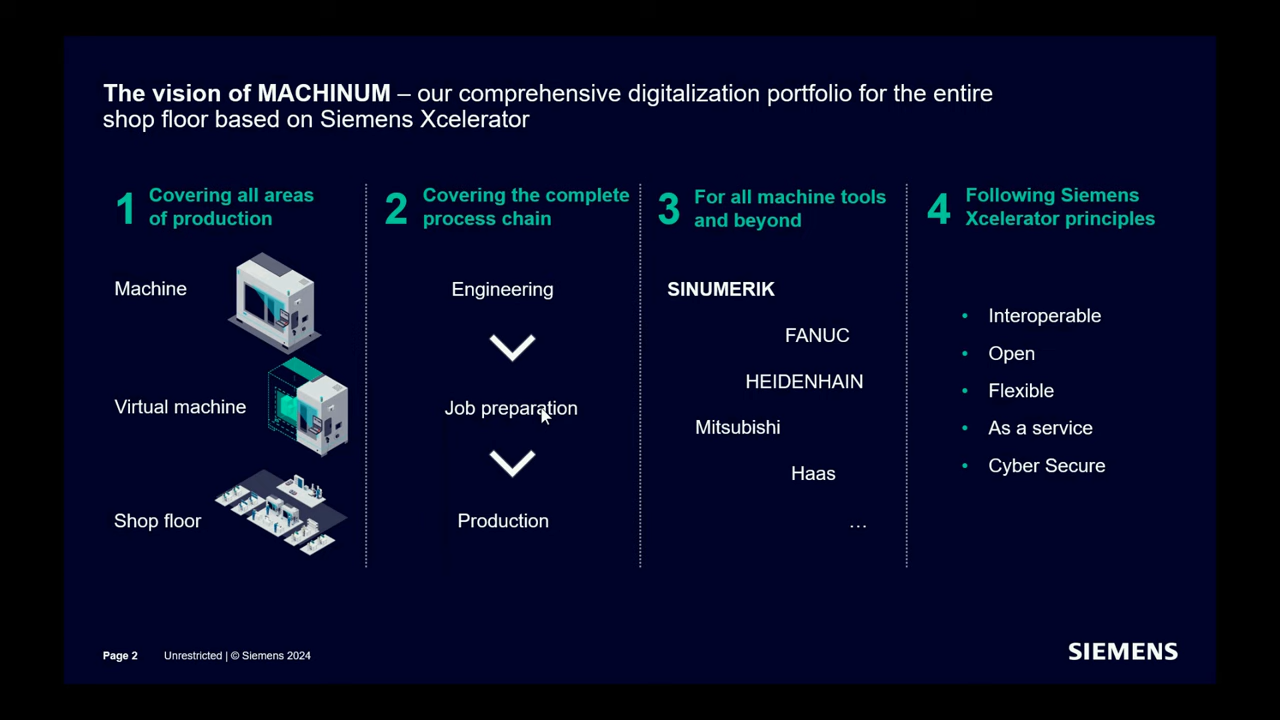 The vision of MACHINUM – our comprehensive digitalization portfolio for the entire
shop floor based on Siemens Xcelerator
1 Covering all areas
of production
Machine
Virtual machine
Shop floor
2 Covering the complete
process chain
Engineering
Job preparation
Production
3 For all machine tools
and beyond
SINUMERIK
FANUC
HEIDENHAIN
Mitsubishi
Haas
…
4 Following Siemens
Xcelerator principles
• Interoperable
• Open
• Flexible
• As a service
• Cyber Secure
Page 2 Unrestricted | © Siemens 2024
SIEMENS